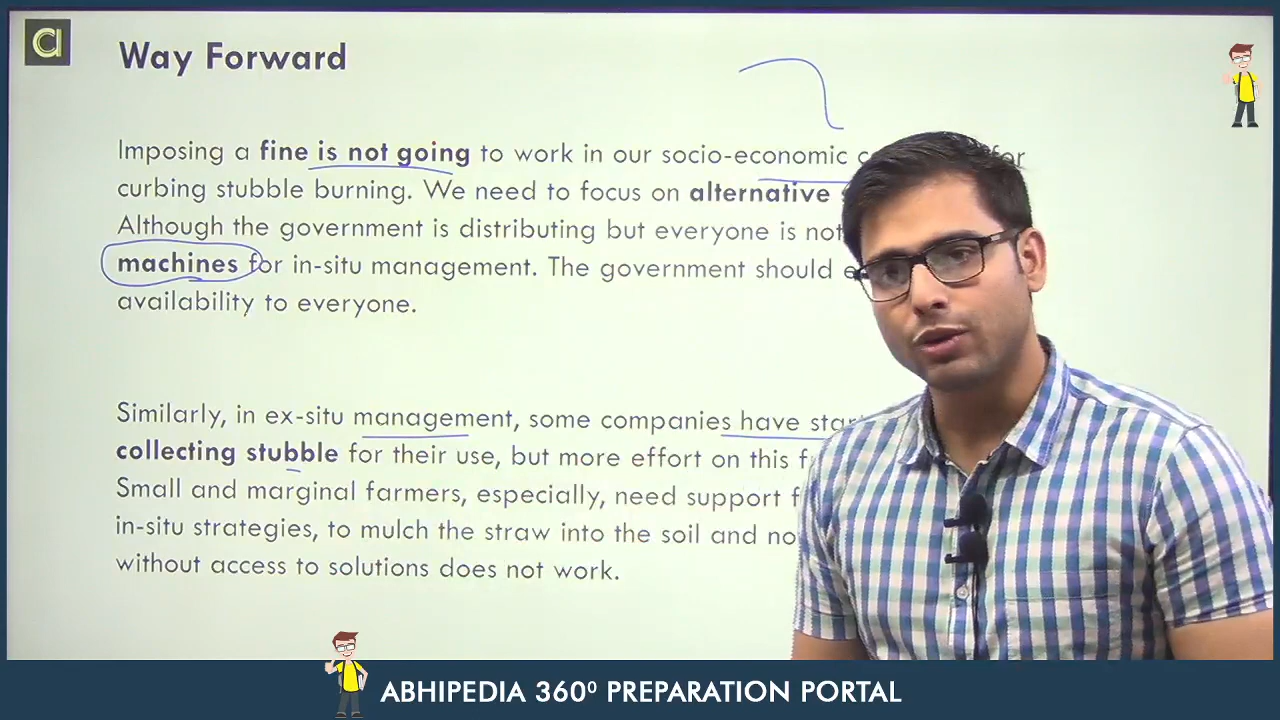 a
Way Forward
Imposing a fine is not going to work in our socio-economic for
curbing stubble burning. We need to focus on alternative
Although the government is distributing but everyone is not
machines for in-situ management. The government should
availability to everyone.
Similarly, in ex-situ management, some companies have
collecting stubble for their use, but more effort on this
Small and marginal farmers, especially, need support
in-situ strategies, to mulch the straw into the soil and
without access to solutions does not work.
ABHIPEDIA 360⁰ PREPARATION PORTAL